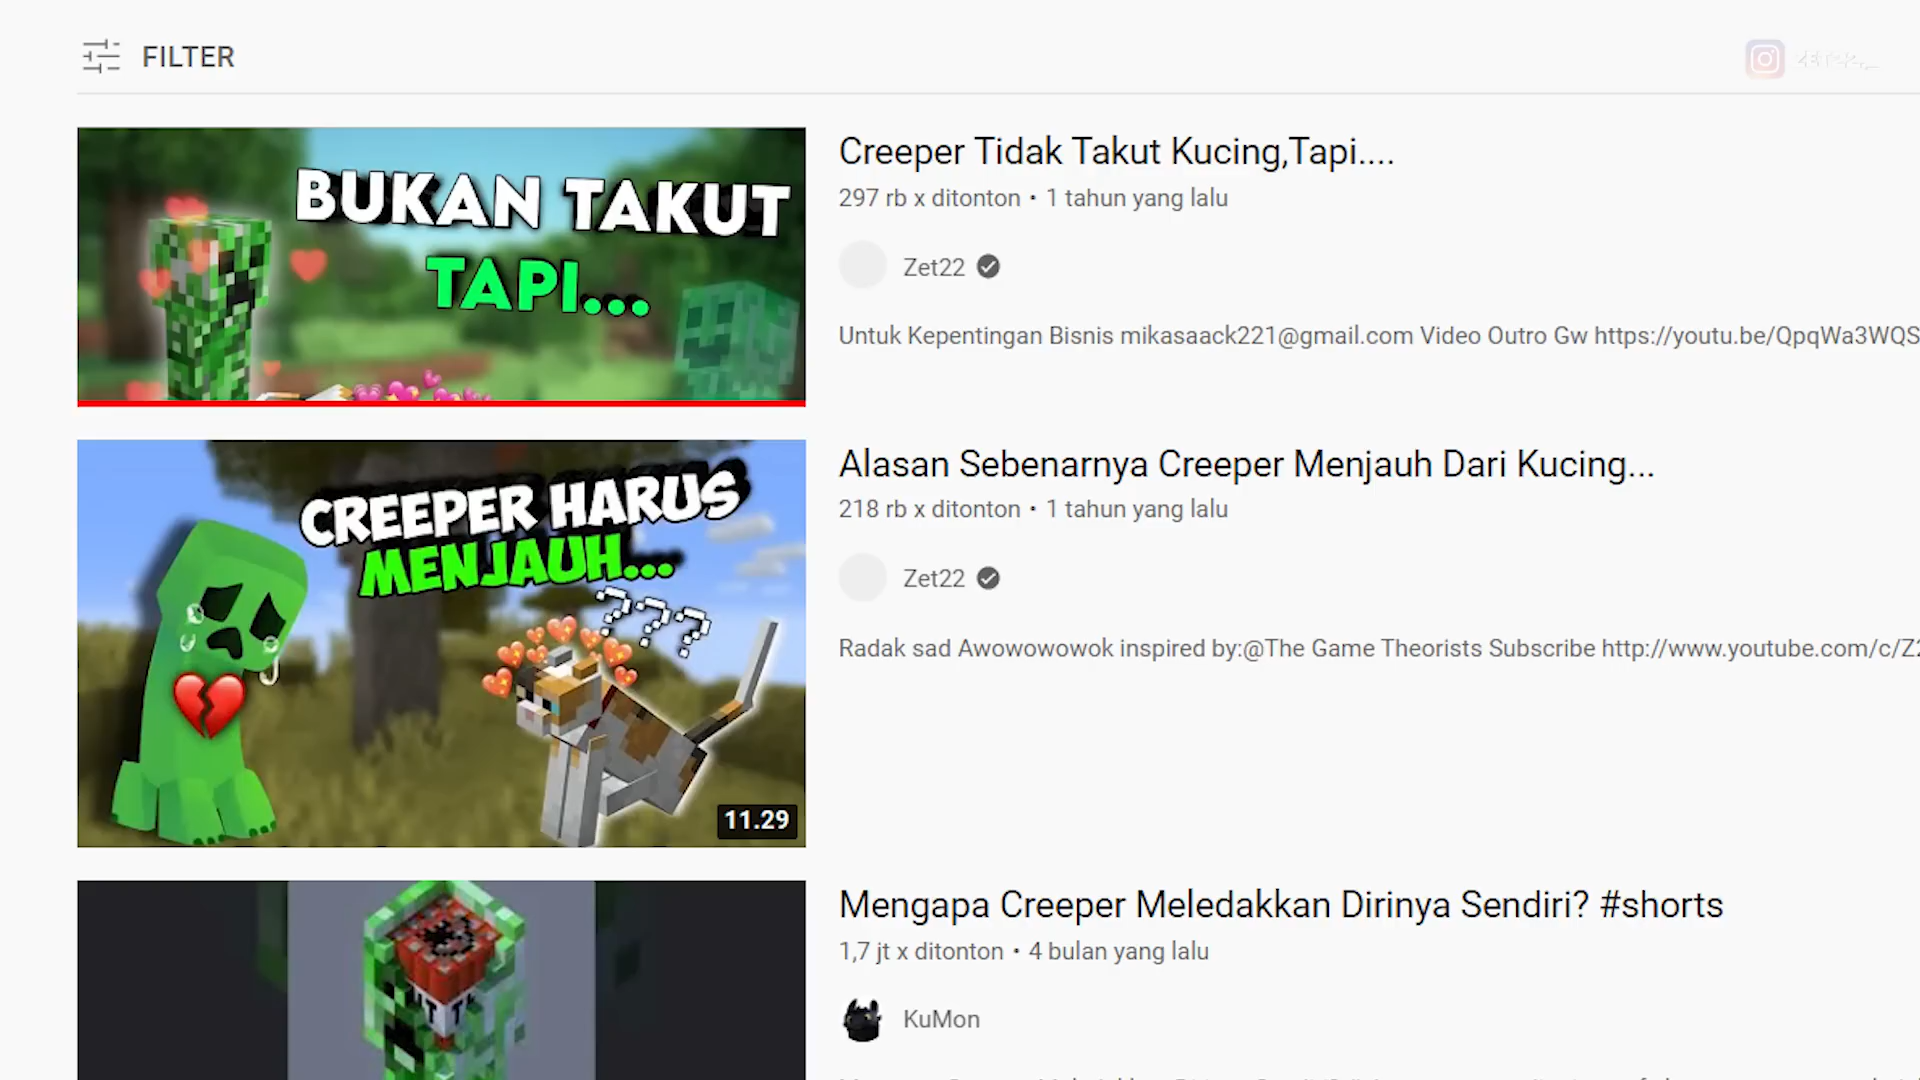 FILTER
BUKAN TAKUT
TAPI...
Creeper Tidak Takut Kucing,Tapi....
297 rb x ditonton • 1 tahun yang lalu
Zet22
Untuk Kepentingan Bisnis mikasaack221@gmail.com Video Outro Gw https://youtu.be/QpqWa3WQS
CREEPER HARUS
MENJAUH...
???
11.29
Alasan Sebenarnya Creeper Menjauh Dari Kucing...
218 rb x ditonton • 1 tahun yang lalu
Zet22
Radak sad Awowowowok inspired by:@The Game Theorists Subscribe http://www.youtube.com/c/Z
Mengapa Creeper Meledakkan Dirinya Sendiri? #shorts
1,7 jt x ditonton • 4 bulan yang lalu
KuMon